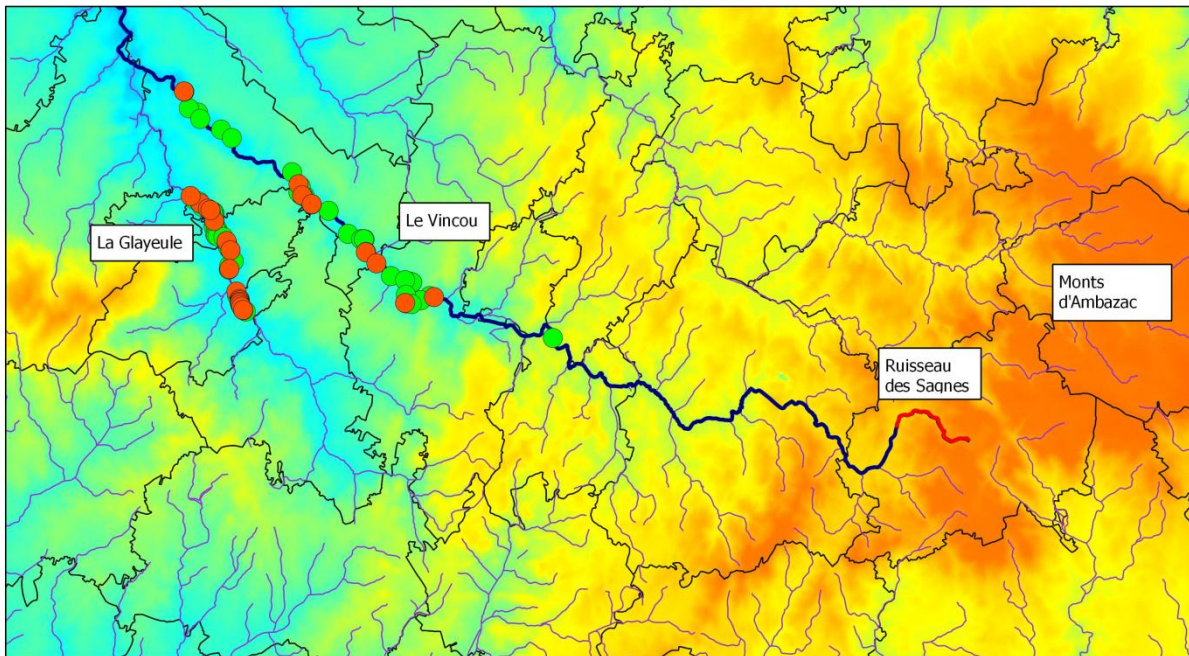 Le Vincou
La Glayeule
Monts
d'Ambazac
Ruisseau
des Sagnes